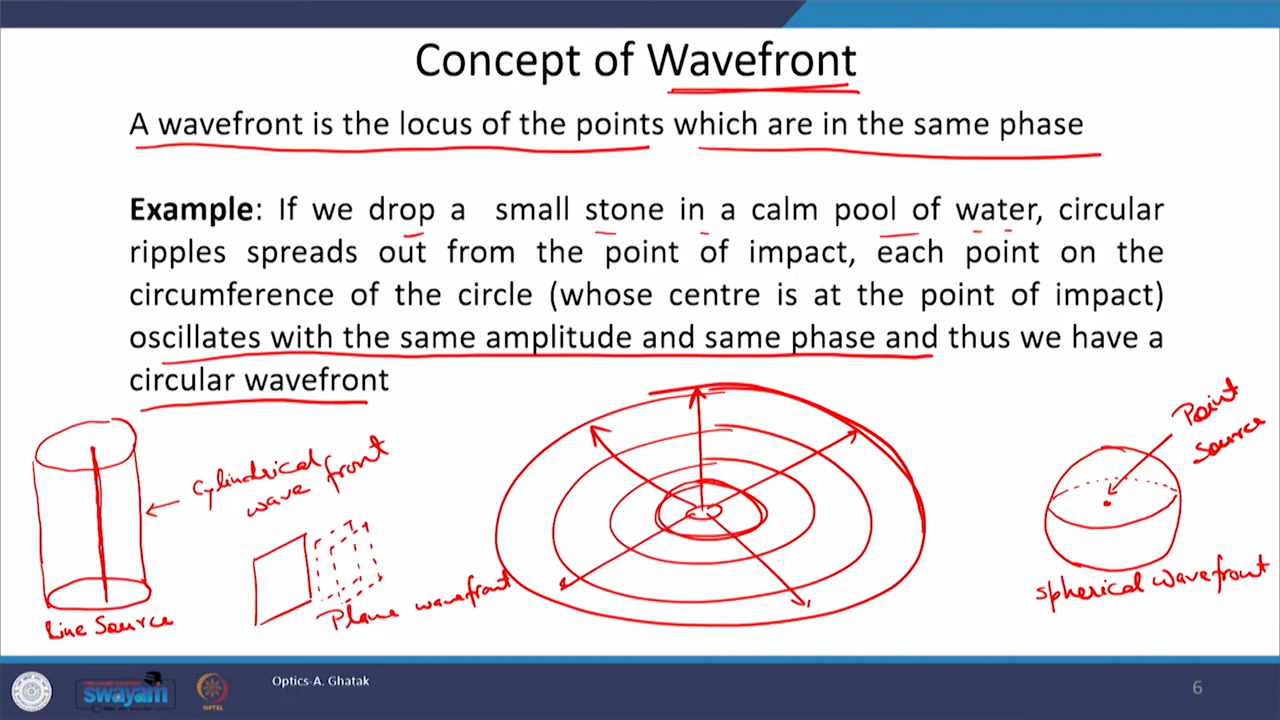 Concept of Wavefront
A wavefront is the locus of the points which are in the same phase
Example: If we drop a small stone in a calm pool of water, circular
ripples spreads out from the point of impact, each point on the
circumference of the circle (whose centre is at the point of impact)
oscillates with the same amplitude and same phase and thus we have a
circular wavefront
Cylindrical
wave front
Line Source
Plane wavefront
Point
Source
spherical wavefront
swayam
NPTEL
Optics-A. Ghatak
6